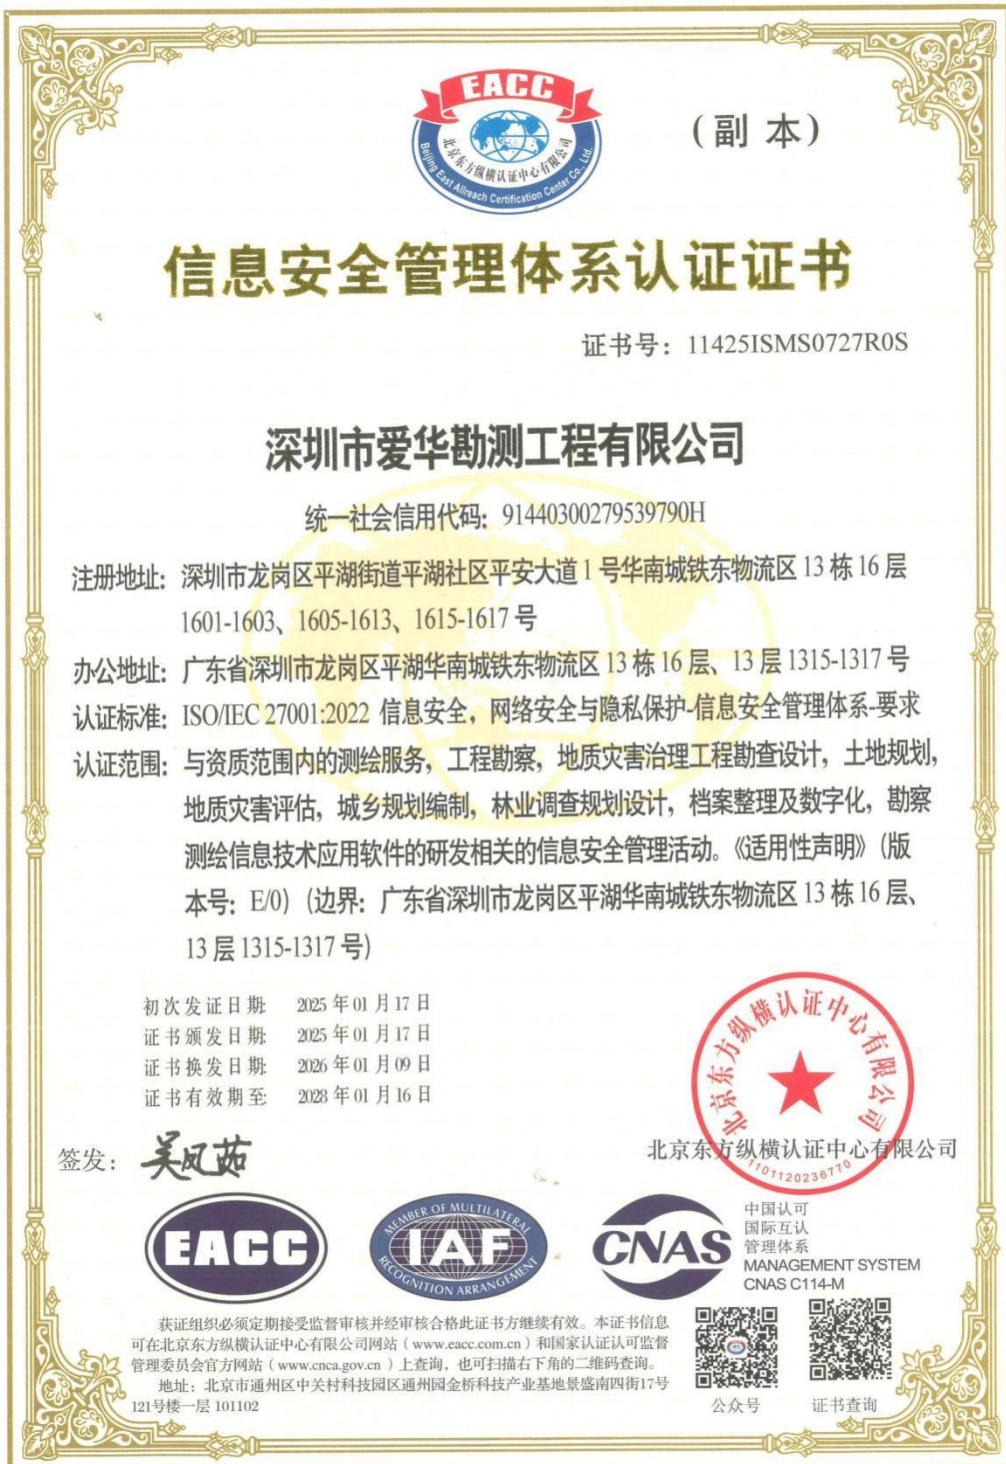 EACC
北京东方纵横认证中心有限公司
Beijing East Allreach Certification Center Co., Ltd.
(副 本)
信息安全管理体系认证证书
证书号：11425ISMS0727R0S
深圳市爱华勘测工程有限公司
统一社会信用代码：91440300279539790H
注册地址：深圳市龙岗区平湖街道平湖社区平安大道 1 号华南城铁东物流区 13 栋 16 层
1601-1603、1605-1613、1615-1617 号
办公地址：广东省深圳市龙岗区平湖华南城铁东物流区 13 栋 16 层、13 层 1315-1317 号
认证标准：ISO/IEC 27001:2022 信息安全，网络安全与隐私保护-信息安全管理体系-要求
认证范围：与资质范围内的测绘服务，工程勘察，地质灾害治理工程勘查设计，土地规划，
地质灾害评估，城乡规划编制，林业调查规划设计，档案整理及数字化，勘察
测绘信息技术应用软件的研发相关的信息安全管理活动。《适用性声明》（版
本号：E/0）（边界：广东省深圳市龙岗区平湖华南城铁东物流区 13 栋 16 层、
13 层 1315-1317 号）
初次发证日期: 2025 年 01 月 17 日
证书颁发日期: 2025 年 01 月 17 日
证书换发日期: 2026 年 01 月 09 日
证书有效期至: 2028 年 01 月 16 日
北京东方纵横认证中心有限公司
1101120236770
签发：吴凤茹
北京东方纵横认证中心有限公司
EACC
MEMBER OF MULTILATERAL
IAF
RECOGNITION ARRANGEMENT
CNAS
中国认可
国际互认
管理体系
MANAGEMENT SYSTEM
CNAS C114-M
获证组织必须定期接受监督审核并经审核合格此证书方继续有效。本证书信息
可在北京东方纵横认证中心有限公司网站（www.eacc.com.cn）和国家认证认可监督
管理委员会官方网站（www.cnca.gov.cn）上查询，也可扫描右下角的二维码查询。
地址：北京市通州区中关村科技园区通州园金桥科技产业基地景盛南四街17号
121号楼一层 101102
公众号
证书查询